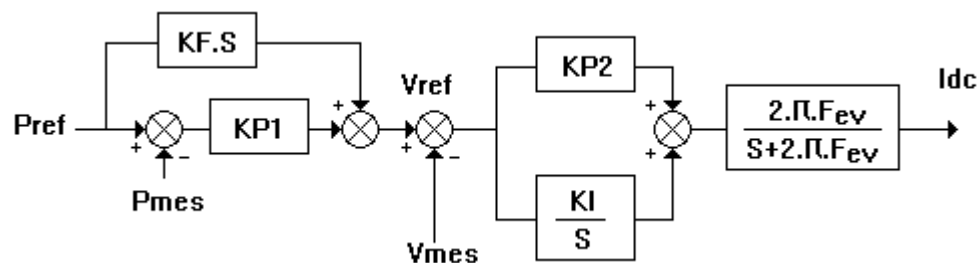 KF.S
Pref
+
-
Pmes
KP1
+
+
Vref
+
-
Vmes
KP2
KI
S
+
+
2.Π.Fev
S+2.Π.Fev
Idc